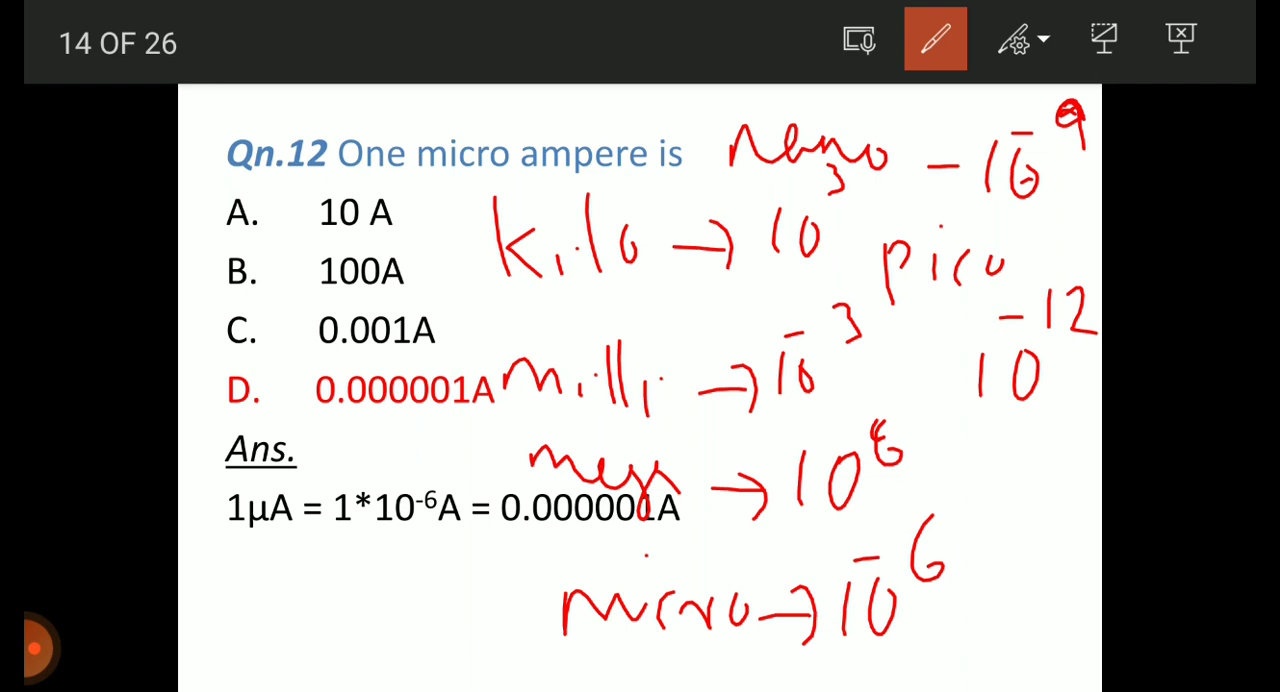 14 OF 26
Qn.12 One micro ampere is
nano - 10⁻⁹
A. 10 A
kilo → 10³
pico 10⁻¹²
B. 100A
C. 0.001A
milli → 10⁻³
D. 0.000001A
Ans.
mega → 10⁶
1µA = 1*10⁻⁶A = 0.000001A
micro → 10⁻⁶